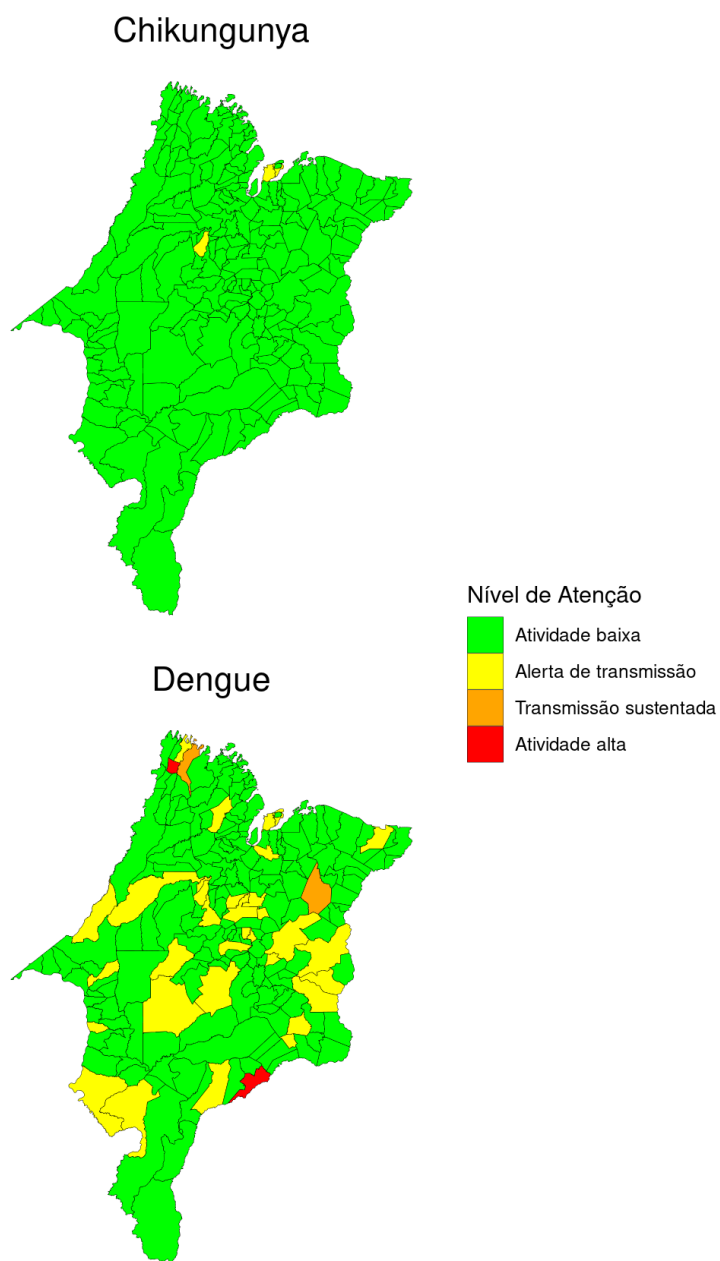 Chikungunya
Nível de Atenção
Atividade baixa
Alerta de transmissão
Transmissão sustentada
Atividade alta
Dengue